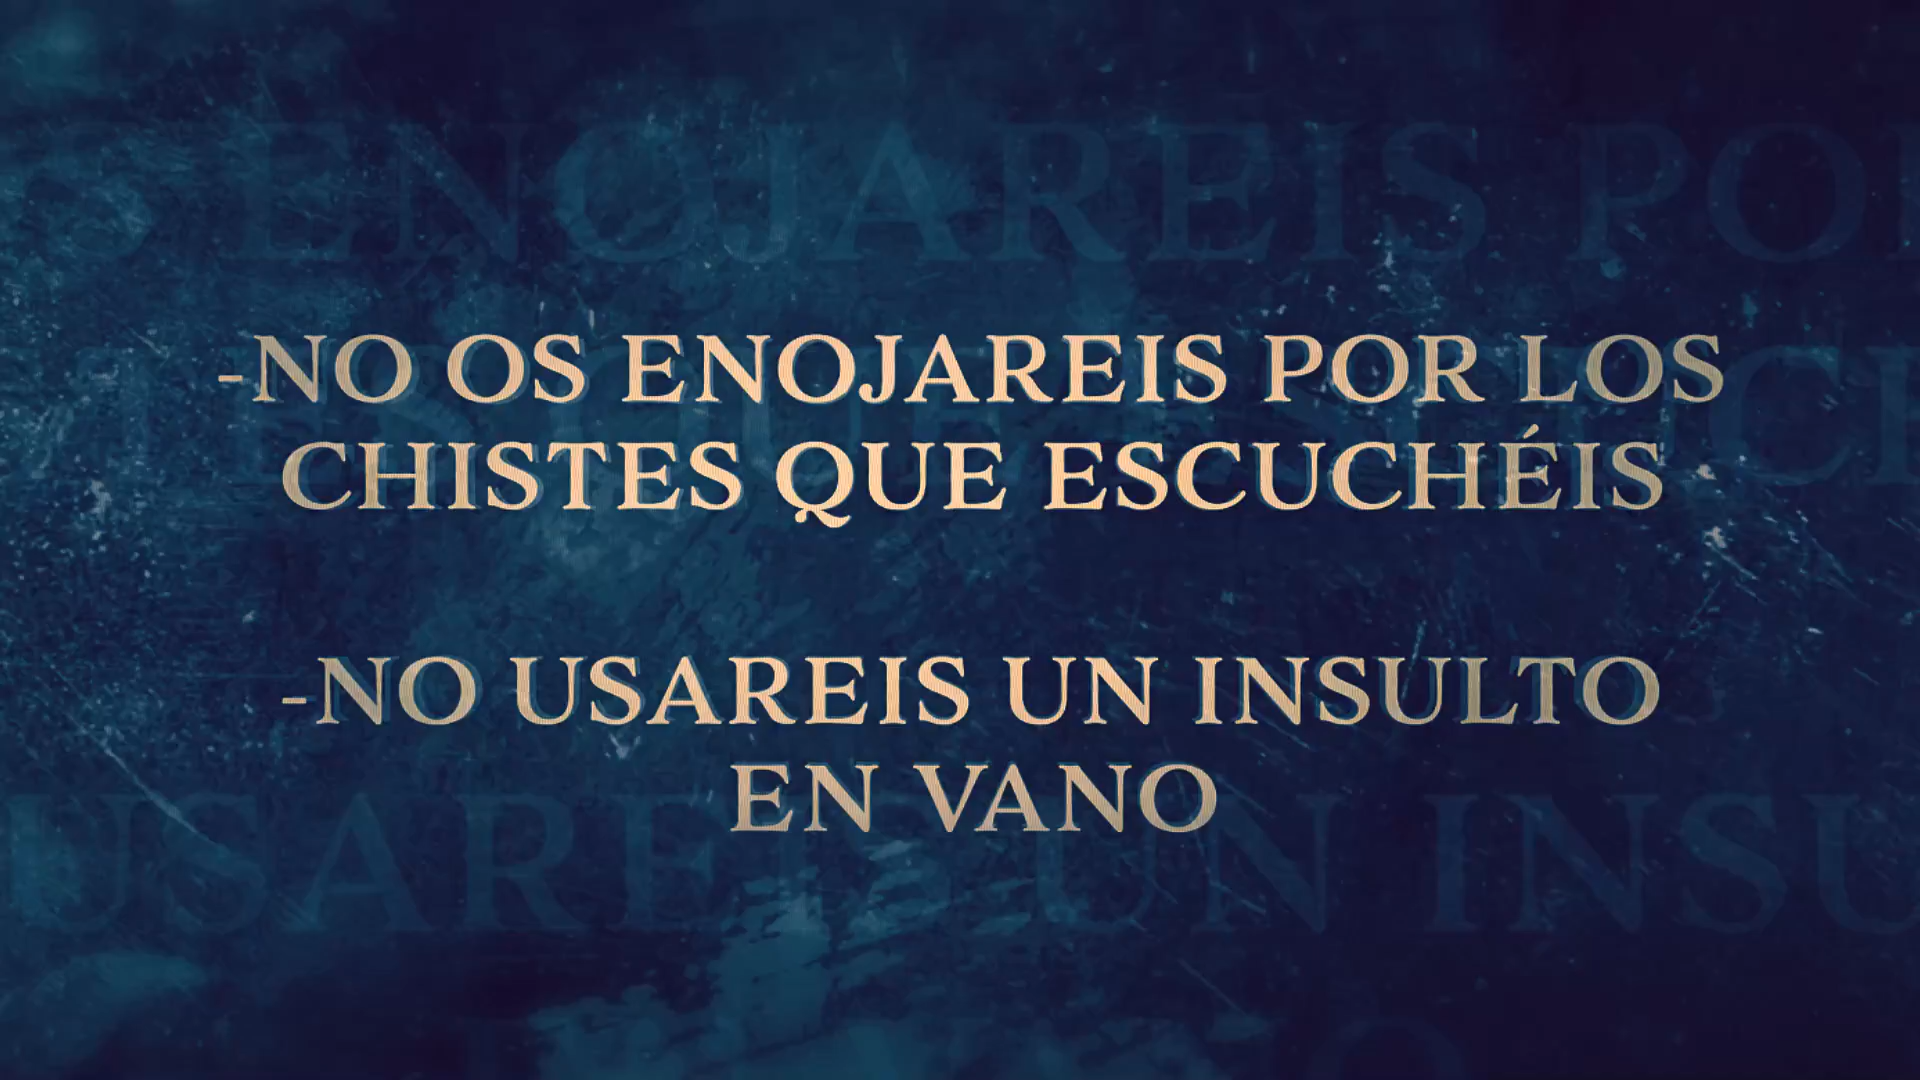 -NO OS ENOJAREIS POR LOS
CHISTES QUE ESCUCHÉIS
-NO USAREIS UN INSULTO
EN VANO